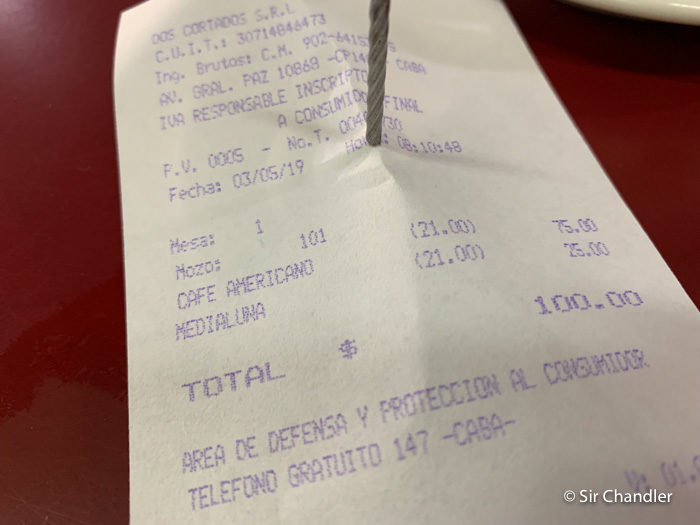 DOS CORTADOS S.R.L
C.U.I.T.: 30714846473
Ing. Brutos: C.M.
AV. GRAL. PAZ 10868 CABA
IVA RESPONSABLE INSCRIPTO
A CONSUMIDOR FINAL
P.V. 0005 - No.T.
Fecha: 03/05/19 08:10:48
Mesa: 1
Mozo: 101
CAFE AMERICANO (21.00) 75.00
MEDIALUNA (21.00) 25.00
TOTAL $ 100.00
AREA DE DEFENSA Y PROTECCION AL CONSUMIDOR
TELEFONO GRATUITO 147 -CABA-
© Sir Chandler